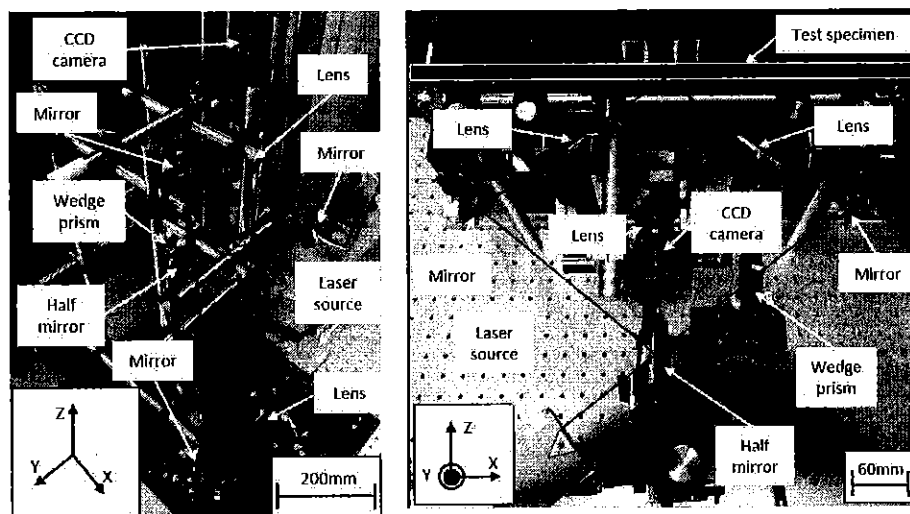 CCD
camera
Lens
Mirror
Mirror
Wedge
prism
Laser
source
Half
mirror
Mirror
Lens
Z
Y
X
200mm
Test specimen
Lens
Lens
CCD
camera
Lens
Mirror
Mirror
Laser
source
Wedge
prism
Z
Half
mirror
Y
X
60mm